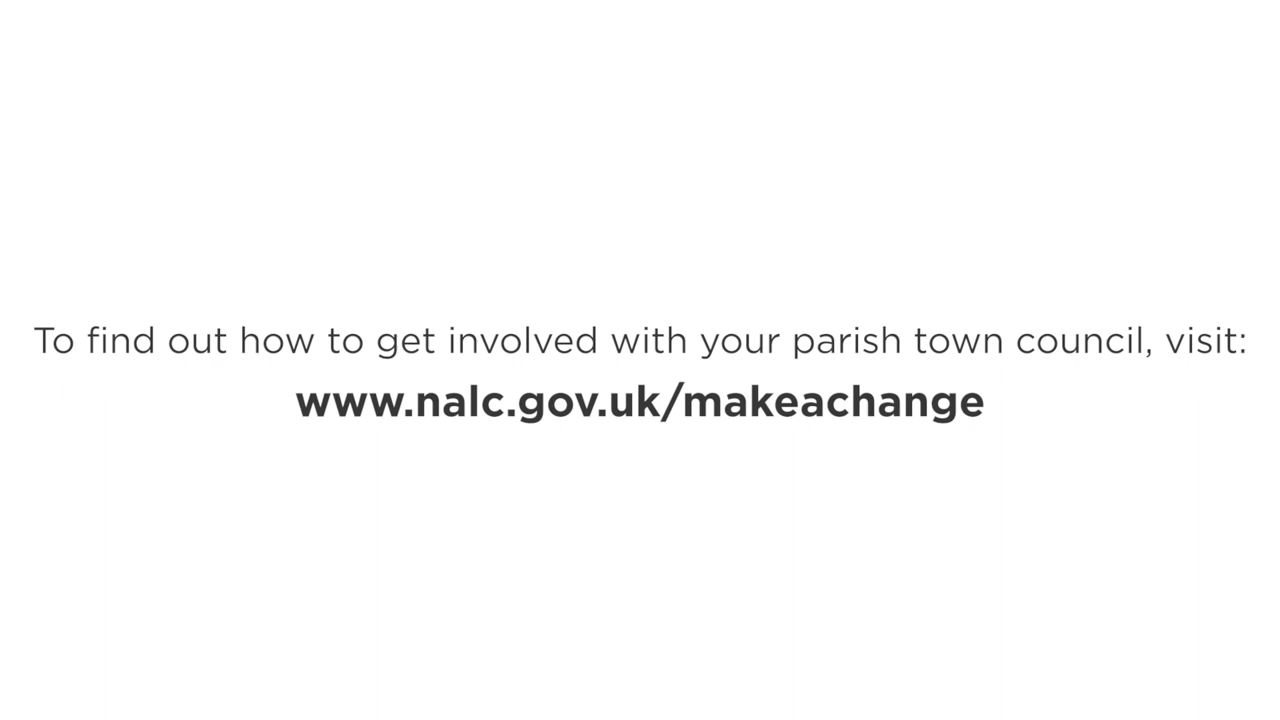 To find out how to get involved with your parish town council, visit:
www.nalc.gov.uk/makeachange